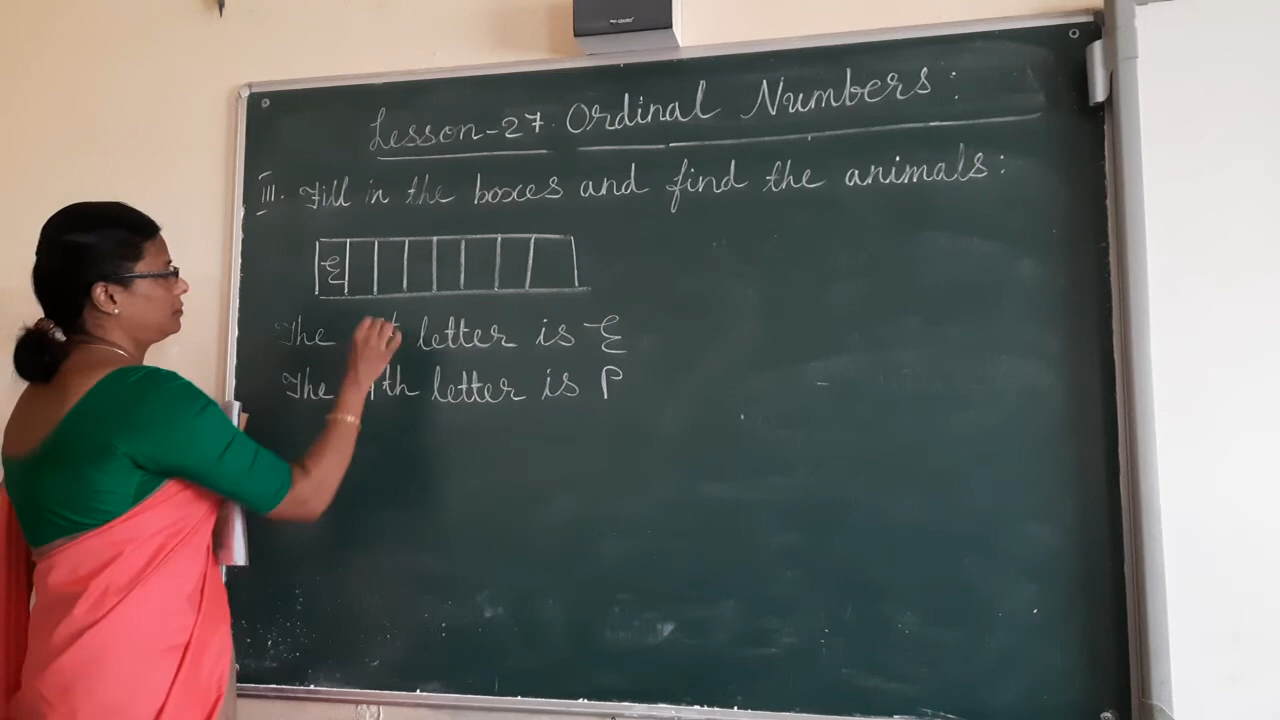 Lesson-27. Ordinal Numbers:
III. Fill in the boxes and find the animals:
E
The letter is E
The 4th letter is P